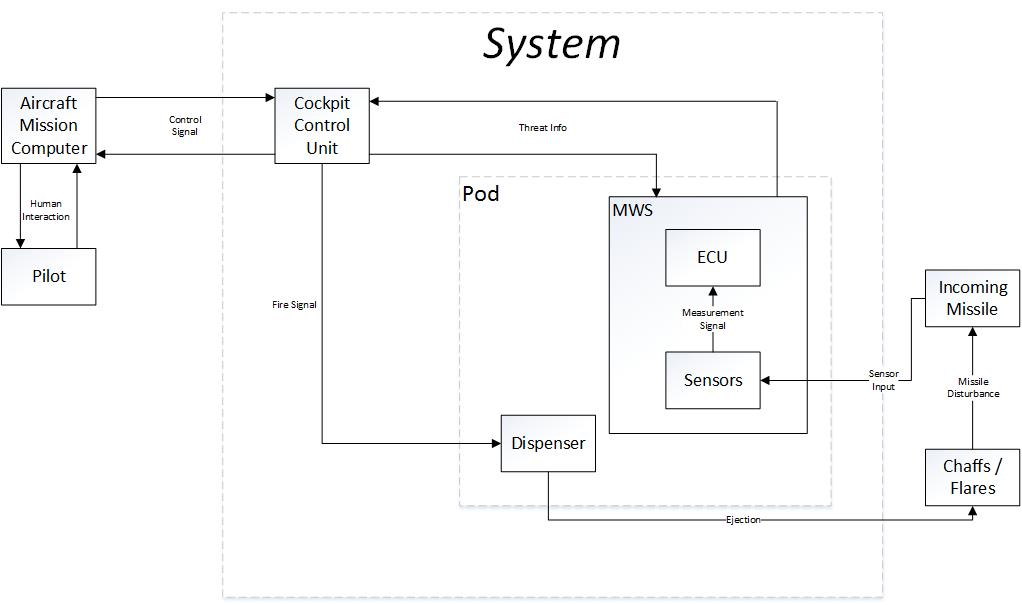 System
Aircraft
Mission
Computer
Control
Signal
Cockpit
Control
Unit
Threat Info
Human
Interaction
Pilot
Pod
MWS
ECU
Measurement
Signal
Sensors
Fire Signal
Dispenser
Incoming
Missile
Sensor
Input
Missile
Disturbance
Chaffs /
Flares
Ejection